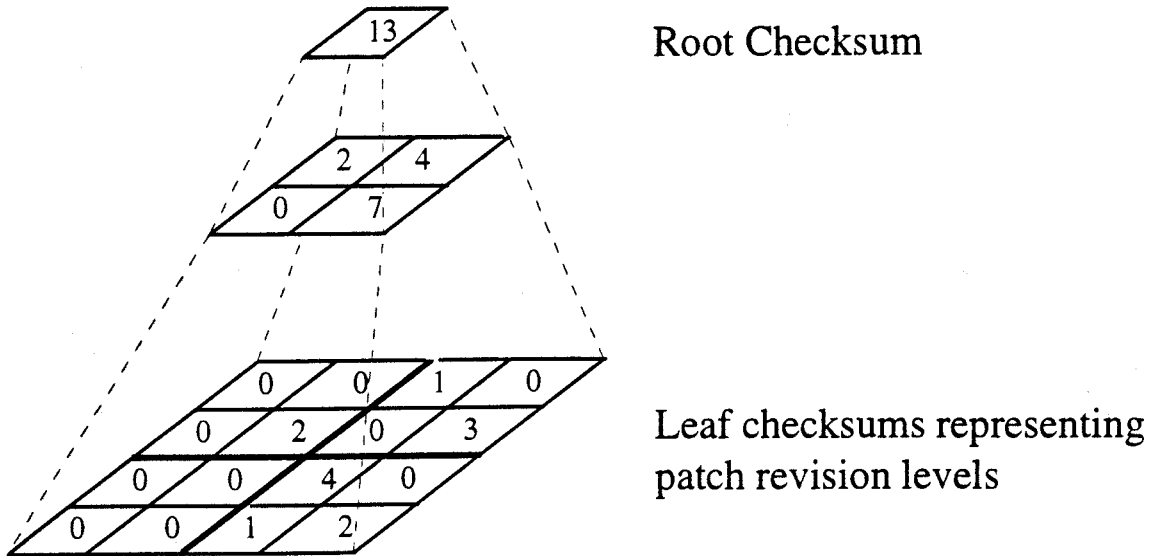 13 Root Checksum
2 4
0 7
0 0 1 0
0 2 0 3
0 0 4 0
0 0 1 2
Leaf checksums representing
patch revision levels